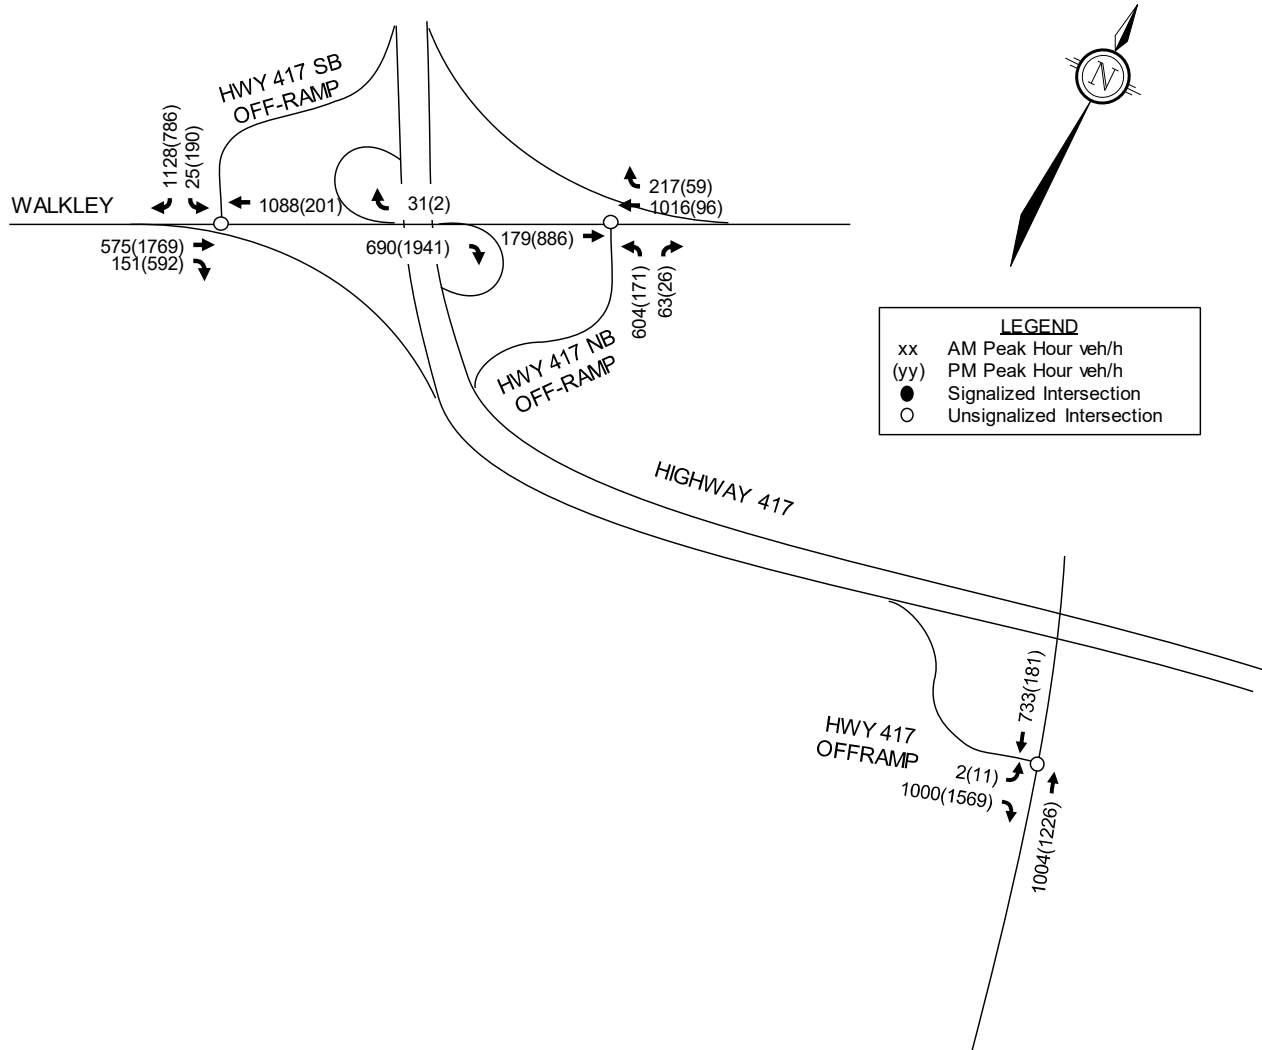 N
HWY 417 SB
OFF-RAMP
1128(786)
25(190)
WALKLEY
1088(201)
31(2)
217(59)
1016(96)
575(1769)
151(592)
690(1941)
179(886)
604(171)
63(26)
HWY 417 NB
OFF-RAMP
LEGEND
xx AM Peak Hour veh/h
(yy) PM Peak Hour veh/h
Signalized Intersection
Unsignalized Intersection
HIGHWAY 417
733(181)
HWY 417
OFFRAMP
2(11)
1000(1569)
1004(1226)